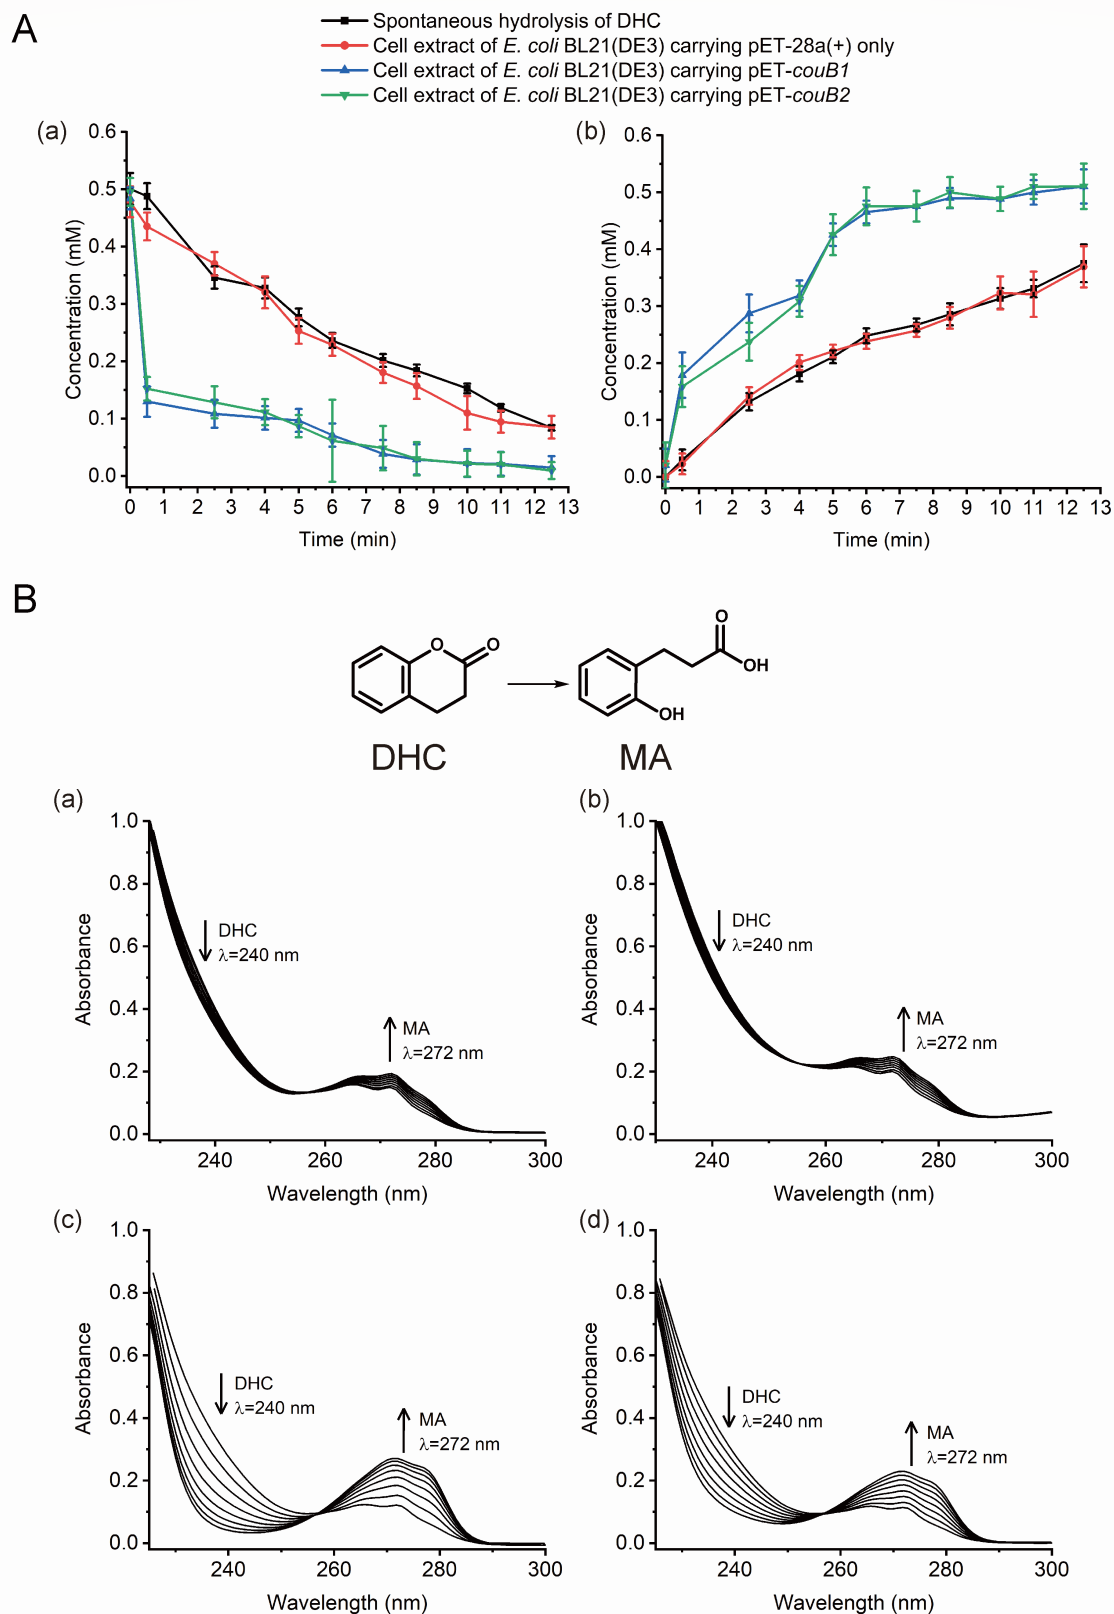 A
Spontaneous hydrolysis of DHC
Cell extract of E. coli BL21(DE3) carrying pET-28a(+) only
Cell extract of E. coli BL21(DE3) carrying pET-couB1
Cell extract of E. coli BL21(DE3) carrying pET-couB2
(a)
0.6
0.5
0.4
0.3
0.2
0.1
0.0
Concentration (mM)
0 1 2 3 4 5 6 7 8 9 10 11 12 13
Time (min)
(b)
0.6
0.5
0.4
0.3
0.2
0.1
0.0
Concentration (mM)
0 1 2 3 4 5 6 7 8 9 10 11 12 13
Time (min)
B
O
O
O
OH
OH
DHC
MA
(a)
1.0
0.8
0.6
0.4
0.2
0.0
Absorbance
DHC
λ=240 nm
MA
λ=272 nm
240 260 280 300
Wavelength (nm)
(b)
1.0
0.8
0.6
0.4
0.2
0.0
Absorbance
DHC
λ=240 nm
MA
λ=272 nm
240 260 280 300
Wavelength (nm)
(c)
1.0
0.8
0.6
0.4
0.2
0.0
Absorbance
DHC
λ=240 nm
MA
λ=272 nm
240 260 280 300
Wavelength (nm)
(d)
1.0
0.8
0.6
0.4
0.2
0.0
Absorbance
DHC
λ=240 nm
MA
λ=272 nm
240 260 280 300
Wavelength (nm)